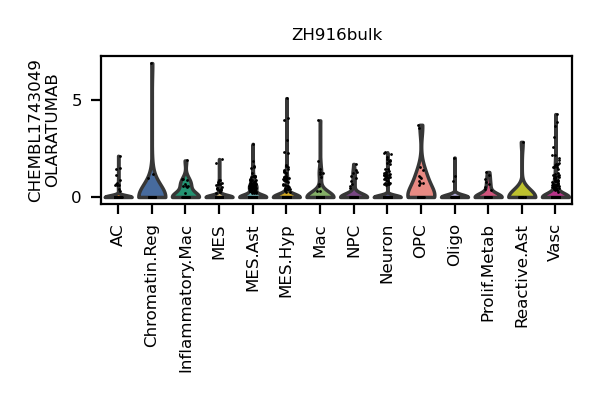 ZH916bulk
CHEMBL1743049
OLARATUMAB
5
0
AC
Chromatin.Reg
Inflammatory.Mac
MES
MES.Ast
MES.Hyp
Mac
NPC
Neuron
OPC
Oligo
Prolif.Metab
Reactive.Ast
Vasc